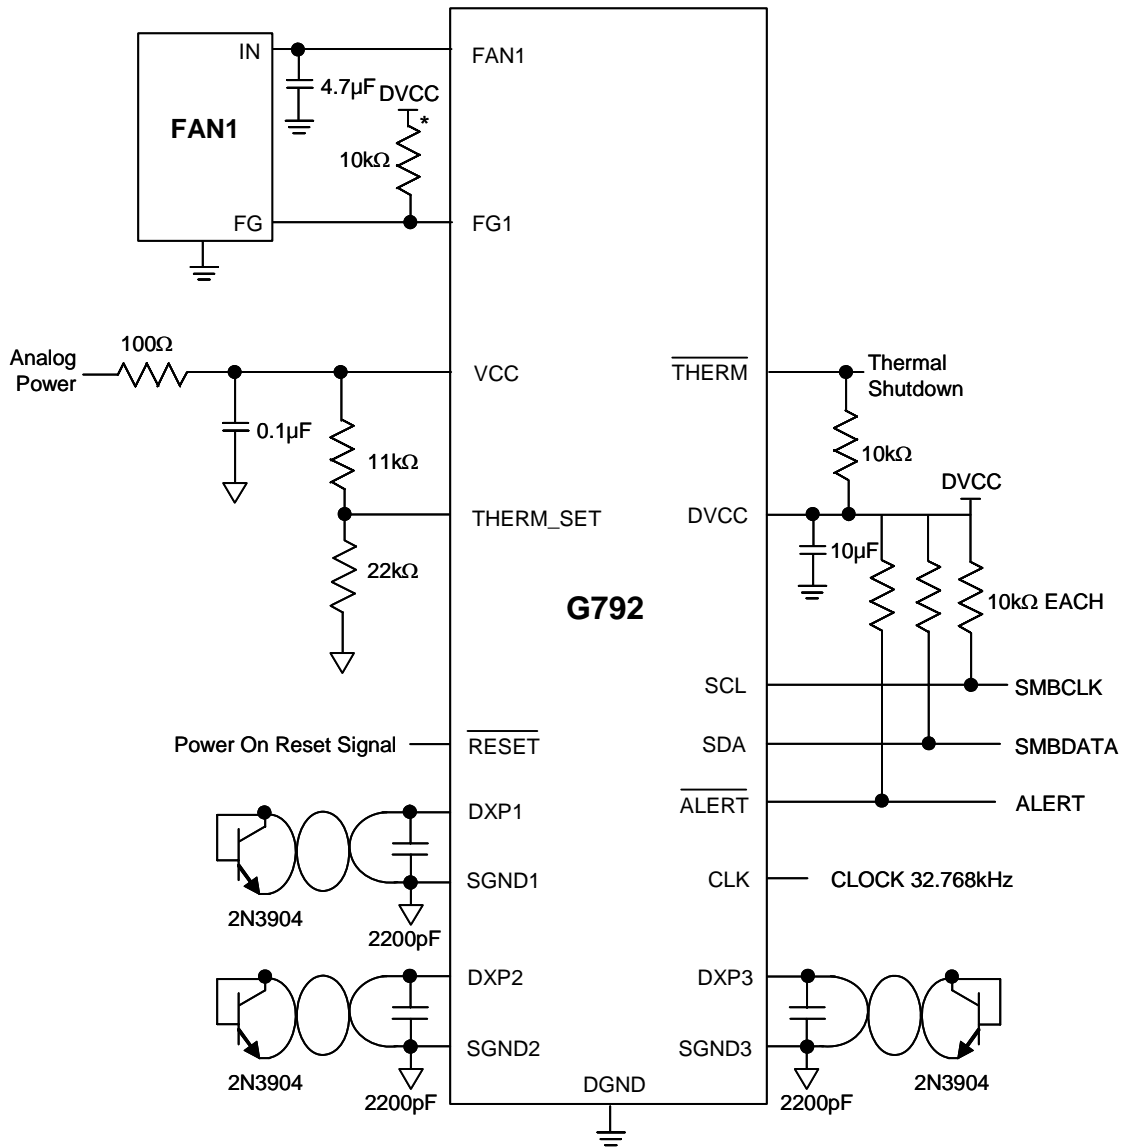 IN
FAN1
4.7µF
DVCC
*
FAN1
10kΩ
FG
FG1
100Ω
Analog
Power
VCC
THERM
Thermal
Shutdown
0.1µF
11kΩ
10kΩ
DVCC
THERM_SET
DVCC
10µF
22kΩ
G792
10kΩ EACH
SCL
SMBCLK
Power On Reset Signal
RESET
SDA
SMBDATA
ALERT
ALERT
DXP1
SGND1
CLK
CLOCK 32.768kHz
2N3904
2200pF
DXP2
DXP3
SGND2
SGND3
2N3904
2200pF
DGND
2200pF
2N3904